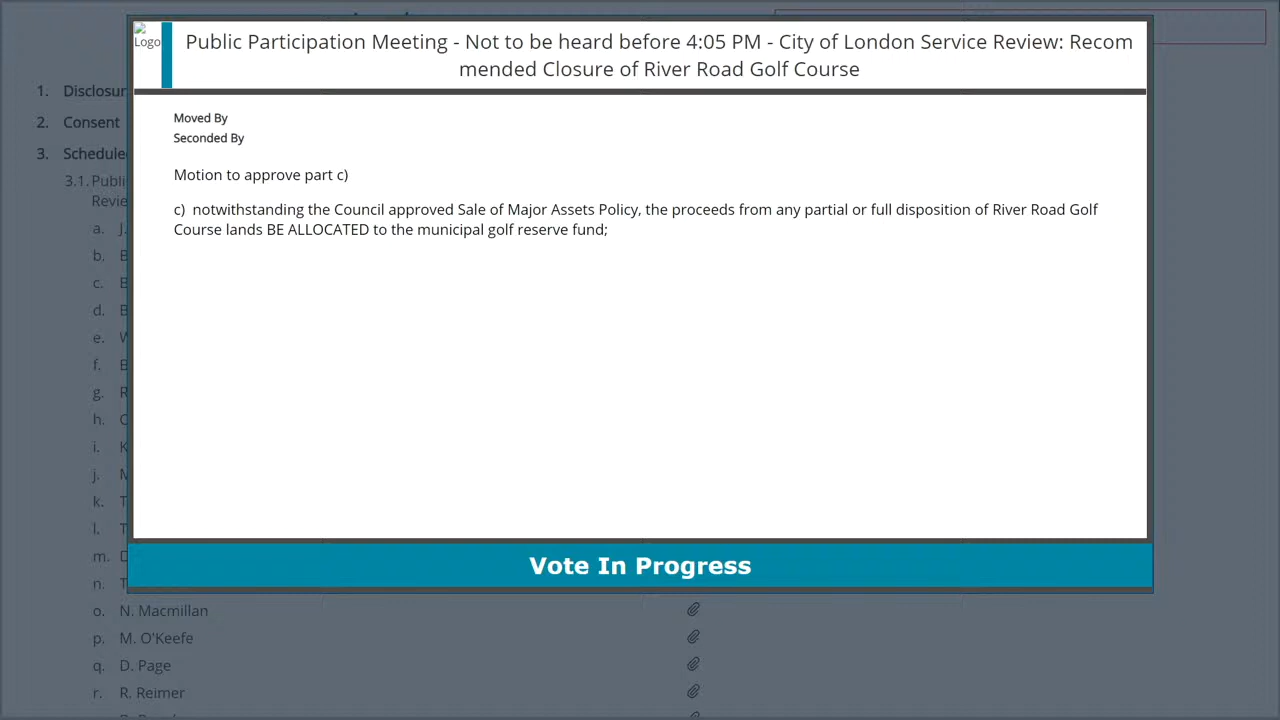 Logo
Public Participation Meeting - Not to be heard before 4:05 PM - City of London Service Review: Recom
mended Closure of River Road Golf Course
1. Disclosur
2. Consent
3. Schedule
3.1. Publi
Revie
Moved By
Seconded By
Motion to approve part c)
c) notwithstanding the Council approved Sale of Major Assets Policy, the proceeds from any partial or full disposition of River Road Golf
Course lands BE ALLOCATED to the municipal golf reserve fund;
a. J.
b. B
c.
d.
e.
f.
g.
h.
i. K
j.
k. T
l. T
m.
n. T
Vote In Progress
o. N. Macmillan
p. M. O'Keefe
q. D. Page
r. R. Reimer